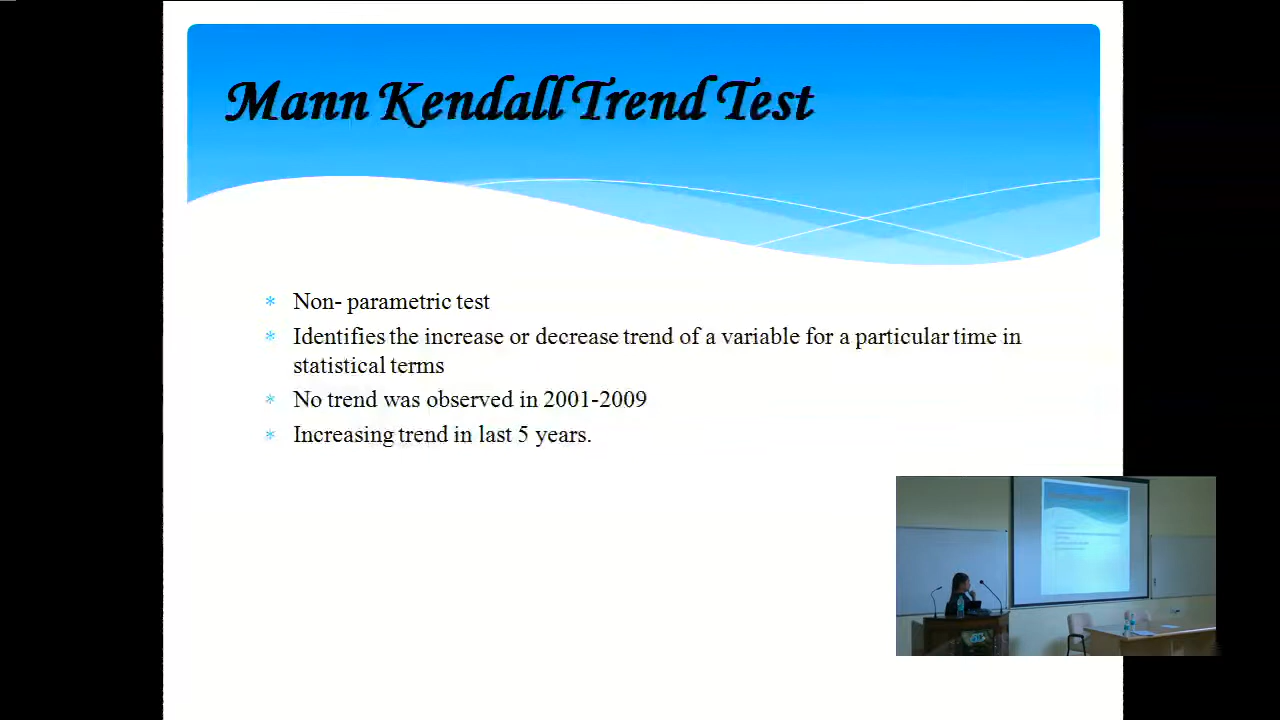 Mann Kendall Trend Test
* Non- parametric test
* Identifies the increase or decrease trend of a variable for a particular time in
statistical terms
* No trend was observed in 2001-2009
* Increasing trend in last 5 years.